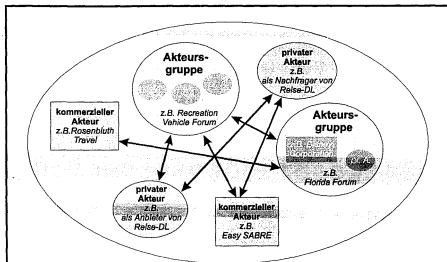 Akteurs-
gruppe
z.B. Recreation
Vehicle Forum
privater
Akteur
z.B.
als Nachfrager von
Reise-DL
kommerzieller
Akteur
z.B.Rosenbluth
Travel
Akteurs-
gruppe
z.B.
Florida Forum
privater
Akteur
z.B.
als Anbieter von
Reise-DL
kommerzieller
Akteur
z.B.
Easy SABRE